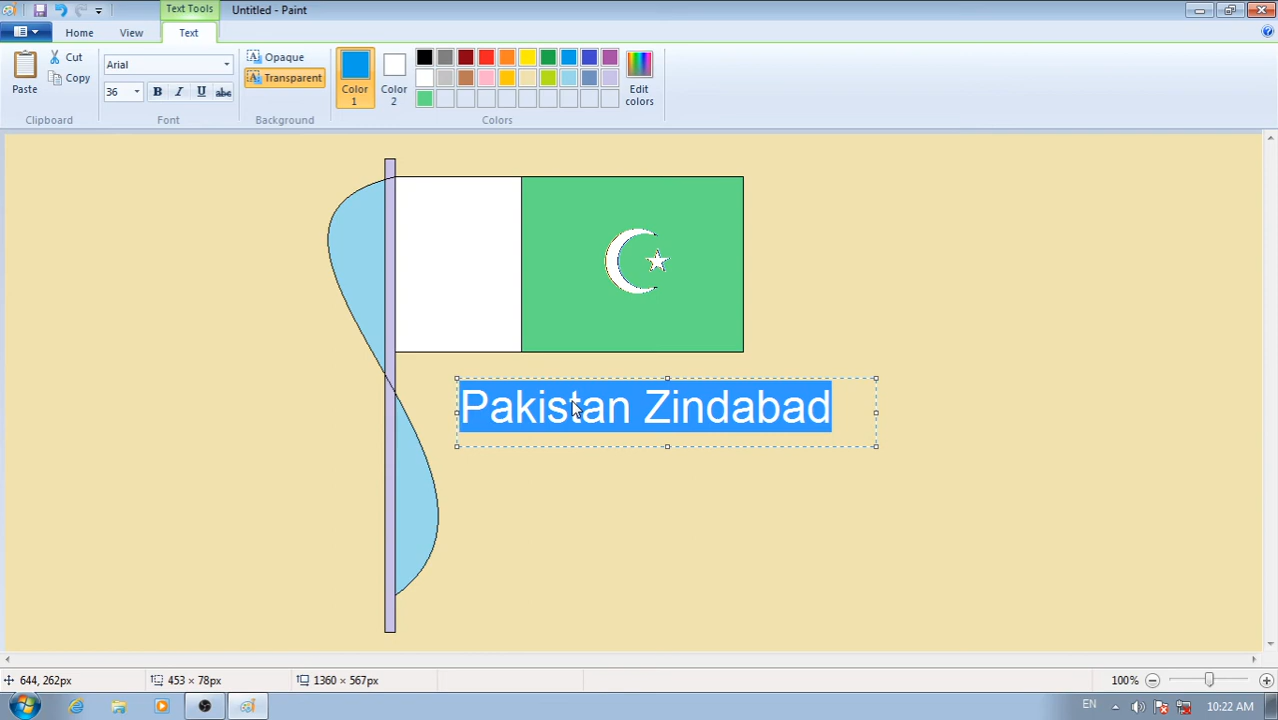 Text Tools
Untitled - Paint
Home
View
Text
Paste
Cut
Copy
Clipboard
Arial
36
B I U abc
Font
Opaque
Transparent
Background
Color 1
Color 2
Edit colors
Colors
Pakistan Zindabad
644, 262px
453 × 78px
1360 × 567px
100%
EN
10:22 AM